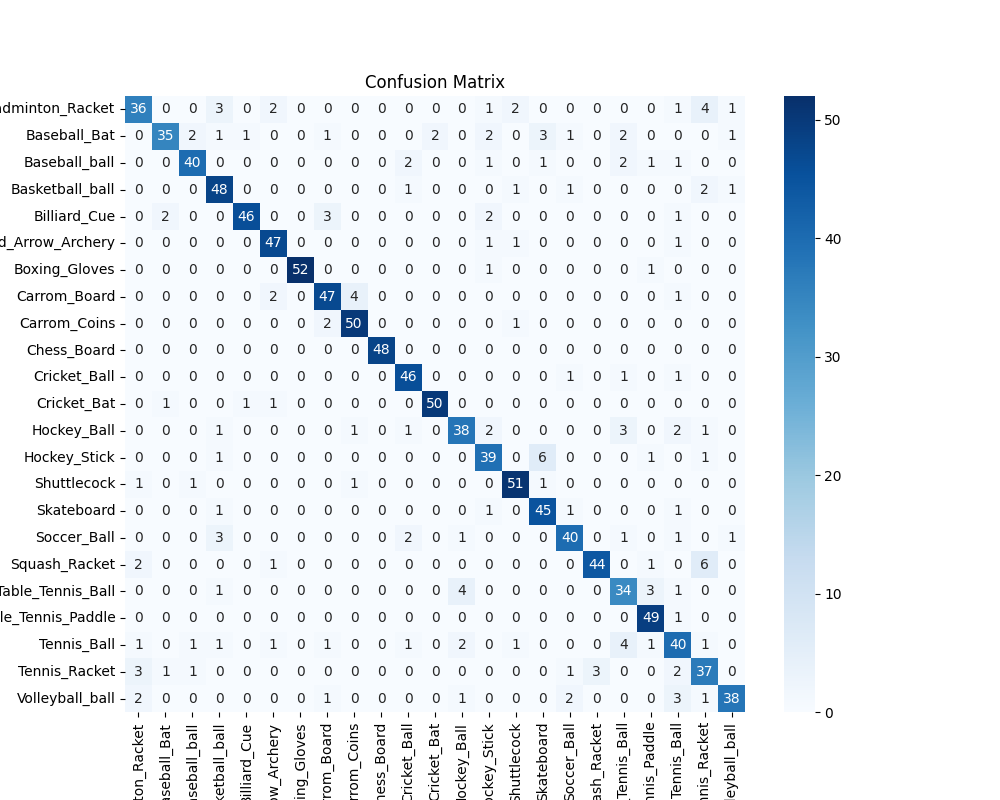 Confusion Matrix
dminton_Racket 36 0 0 3 0 2 0 0 0 0 0 0 0 1 2 0 0 0 0 0 1 4 1
Baseball_Bat 0 35 2 1 1 0 0 1 0 0 0 2 0 2 0 3 1 0 2 0 0 0 1
Baseball_ball 0 0 40 0 0 0 0 0 0 0 2 0 0 1 0 1 0 0 2 1 1 0 0
Basketball_ball 0 0 0 48 0 0 0 0 0 0 1 0 0 0 1 0 1 0 0 0 0 2 1
Billiard_Cue 0 2 0 0 46 0 0 3 0 0 0 0 0 2 0 0 0 0 0 0 1 0 0
d_Arrow_Archery 0 0 0 0 0 47 0 0 0 0 0 0 0 1 1 0 0 0 0 0 1 0 0
Boxing_Gloves 0 0 0 0 0 0 52 0 0 0 0 0 0 1 0 0 0 0 0 1 0 0 0
Carrom_Board 0 0 0 0 0 2 0 47 4 0 0 0 0 0 0 0 0 0 0 0 1 0 0
Carrom_Coins 0 0 0 0 0 0 0 2 50 0 0 0 0 0 1 0 0 0 0 0 0 0 0
Chess_Board 0 0 0 0 0 0 0 0 0 48 0 0 0 0 0 0 0 0 0 0 0 0 0
Cricket_Ball 0 0 0 0 0 0 0 0 0 0 46 0 0 0 0 0 1 0 1 0 1 0 0
Cricket_Bat 0 1 0 0 1 1 0 0 0 0 0 50 0 0 0 0 0 0 0 0 0 0 0
Hockey_Ball 0 0 0 1 0 0 0 0 1 0 1 0 38 2 0 0 0 0 3 0 2 1 0
Hockey_Stick 0 0 0 1 0 0 0 0 0 0 0 0 0 39 0 6 0 0 0 1 0 1 0
Shuttlecock 1 0 1 0 0 0 0 0 1 0 0 0 0 0 51 1 0 0 0 0 0 0 0
Skateboard 0 0 0 1 0 0 0 0 0 0 0 0 0 1 0 45 1 0 0 0 1 0 0
Soccer_Ball 0 0 0 3 0 0 0 0 0 0 2 0 1 0 0 0 40 0 1 0 1 0 1
Squash_Racket 2 0 0 0 0 1 0 0 0 0 0 0 0 0 0 0 0 44 0 1 0 6 0
Table_Tennis_Ball 0 0 0 1 0 0 0 0 0 0 0 0 4 0 0 0 0 0 34 3 1 0 0
le_Tennis_Paddle 0 0 0 0 0 0 0 0 0 0 0 0 0 0 0 0 0 0 0 49 1 0 0
Tennis_Ball 1 0 1 1 0 1 0 1 0 0 1 0 2 0 1 0 0 0 4 1 40 1 0
Tennis_Racket 3 1 1 0 0 0 0 0 0 0 0 0 0 0 0 0 1 3 0 0 2 37 0
Volleyball_ball 2 0 0 0 0 0 0 1 0 0 0 0 1 0 0 0 2 0 0 0 3 1 38
ton_Racket
aseball_Bat
seball_ball
ketball_ball
Billiard_Cue
ow_Archery
ing_Gloves
rom_Board
rrom_Coins
hess_Board
Cricket_Ball
Cricket_Bat
Hockey_Ball
ockey_Stick
Shuttlecock
Skateboard
Soccer_Ball
ash_Racket
_Tennis_Ball
nnis_Paddle
Tennis_Ball
nnis_Racket
leyball_ball
50
40
30
20
10
0